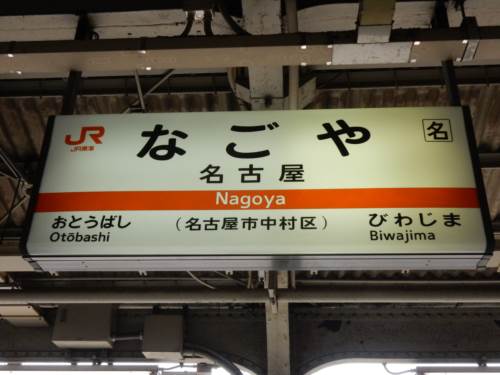 JR
JR東海
なごや
名
名古屋
Nagoya
おとうばし
Otōbashi
（名古屋市中村区）
びわじま
Biwajima